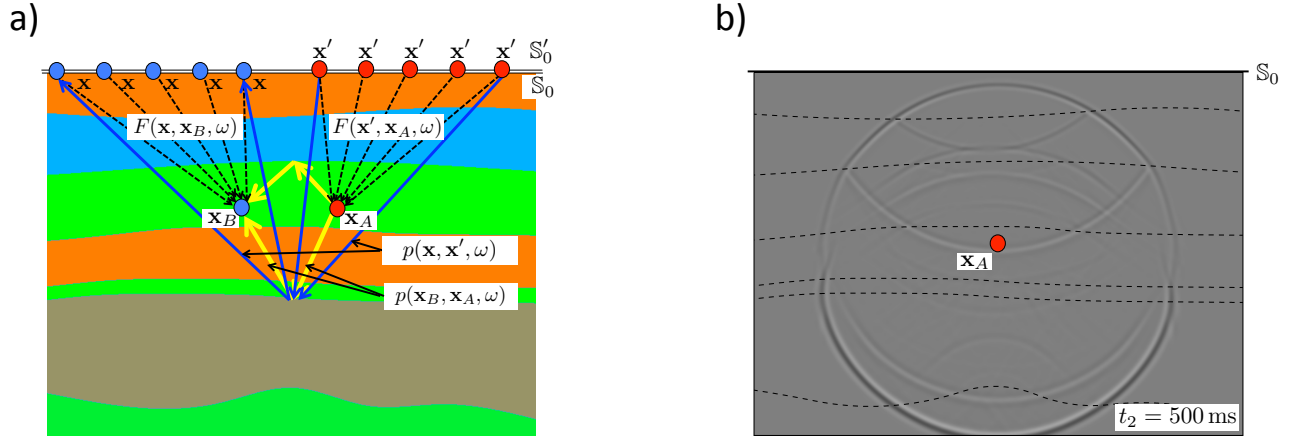 a)
x′ x′ x′ x′ x′ 𝕊′₀
x x x x x 𝕊₀
F(x, x_B, ω) F(x′, x_A, ω)
x_B x_A
p(x, x′, ω)
p(x_B, x_A, ω)
b)
𝕊₀
x_A
t₂ = 500 ms